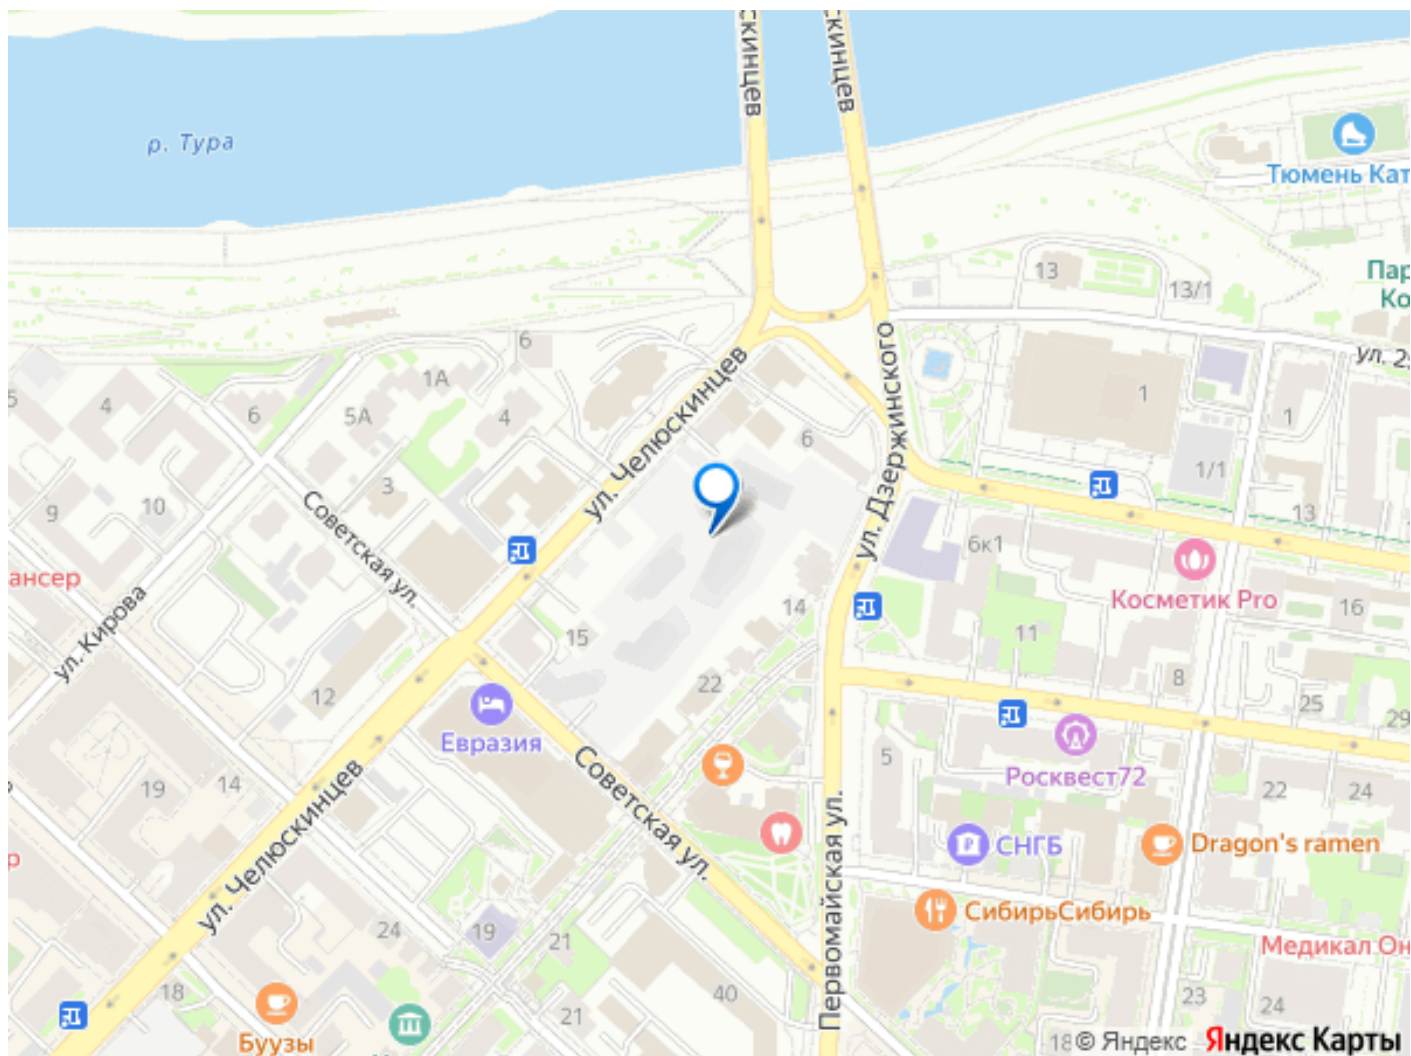 скинцев
скинцев
р. Тура
Тюмень Кат
Пар
Ко
13
13/1
ул. 2
6
1А
5А
4
6
4
5
ул. Челюскинцев
ул. Дзержинского
1
1
1/1
6
3
10
9
Советская ул.
13
6к1
ансер
Косметик Pro
16
ул. Кирова
14
15
11
8
22
12
25
29
Евразия
Советская ул.
Росквест72
5
19
14
22
24
ул. Челюскинцев
Первомайская ул.
СНГБ
Dragon's ramen
р
СибирьСибирь
24
19
21
Медикал Он
18
40
23
24
21
Буузы
18
© Яндекс
Яндекс Карты